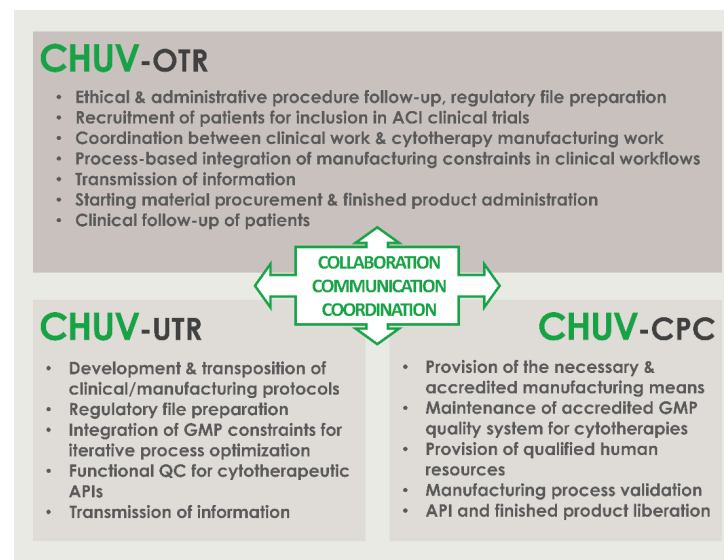 CHUV-OTR
• Ethical & administrative procedure follow-up, regulatory file preparation
• Recruitment of patients for inclusion in ACI clinical trials
• Coordination between clinical work & cytotherapy manufacturing work
• Process-based integration of manufacturing constraints in clinical workflows
• Transmission of information
• Starting material procurement & finished product administration
• Clinical follow-up of patients
COLLABORATION
COMMUNICATION
COORDINATION
CHUV-UTR
• Development & transposition of
clinical/manufacturing protocols
• Regulatory file preparation
• Integration of GMP constraints for
iterative process optimization
• Functional QC for cytotherapeutic
APIs
• Transmission of information
CHUV-CPC
• Provision of the necessary &
accredited manufacturing means
• Maintenance of accredited GMP
quality system for cytotherapies
• Provision of qualified human
resources
• Manufacturing process validation
• API and finished product liberation